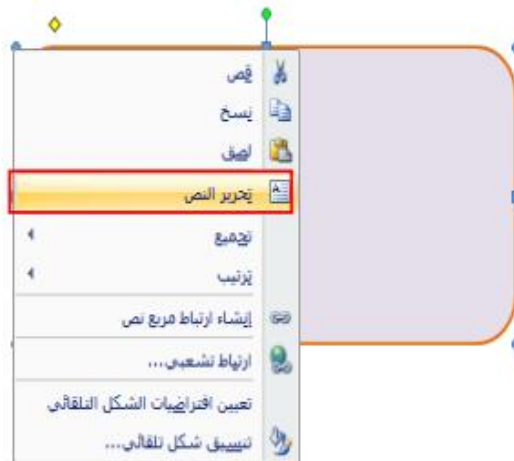 قص
نسخ
لصق
تحرير النص
تجميع
ترتيب
إنشاء ارتباط مربع نص
ارتباط تشعبي...
تعيين افتراضيات الشكل التلقائي
تنسيق شكل تلقائي...